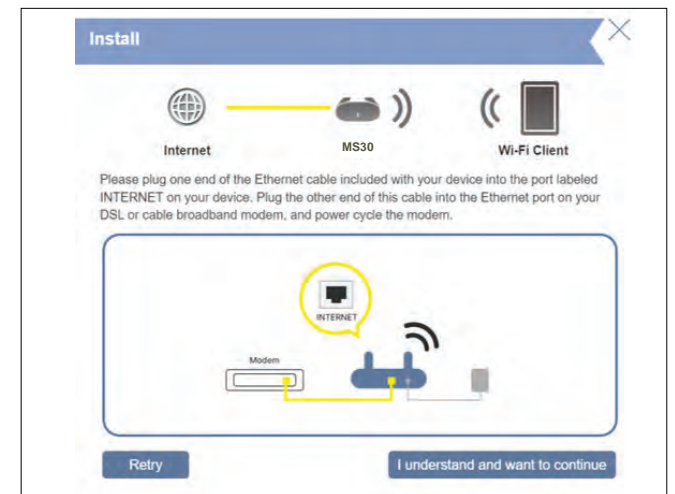 Install
Internet
MS30
Wi-Fi Client
Please plug one end of the Ethernet cable included with your device into the port labeled
INTERNET on your device. Plug the other end of this cable into the Ethernet port on your
DSL or cable broadband modem, and power cycle the modem.
INTERNET
Modem
Retry
I understand and want to continue